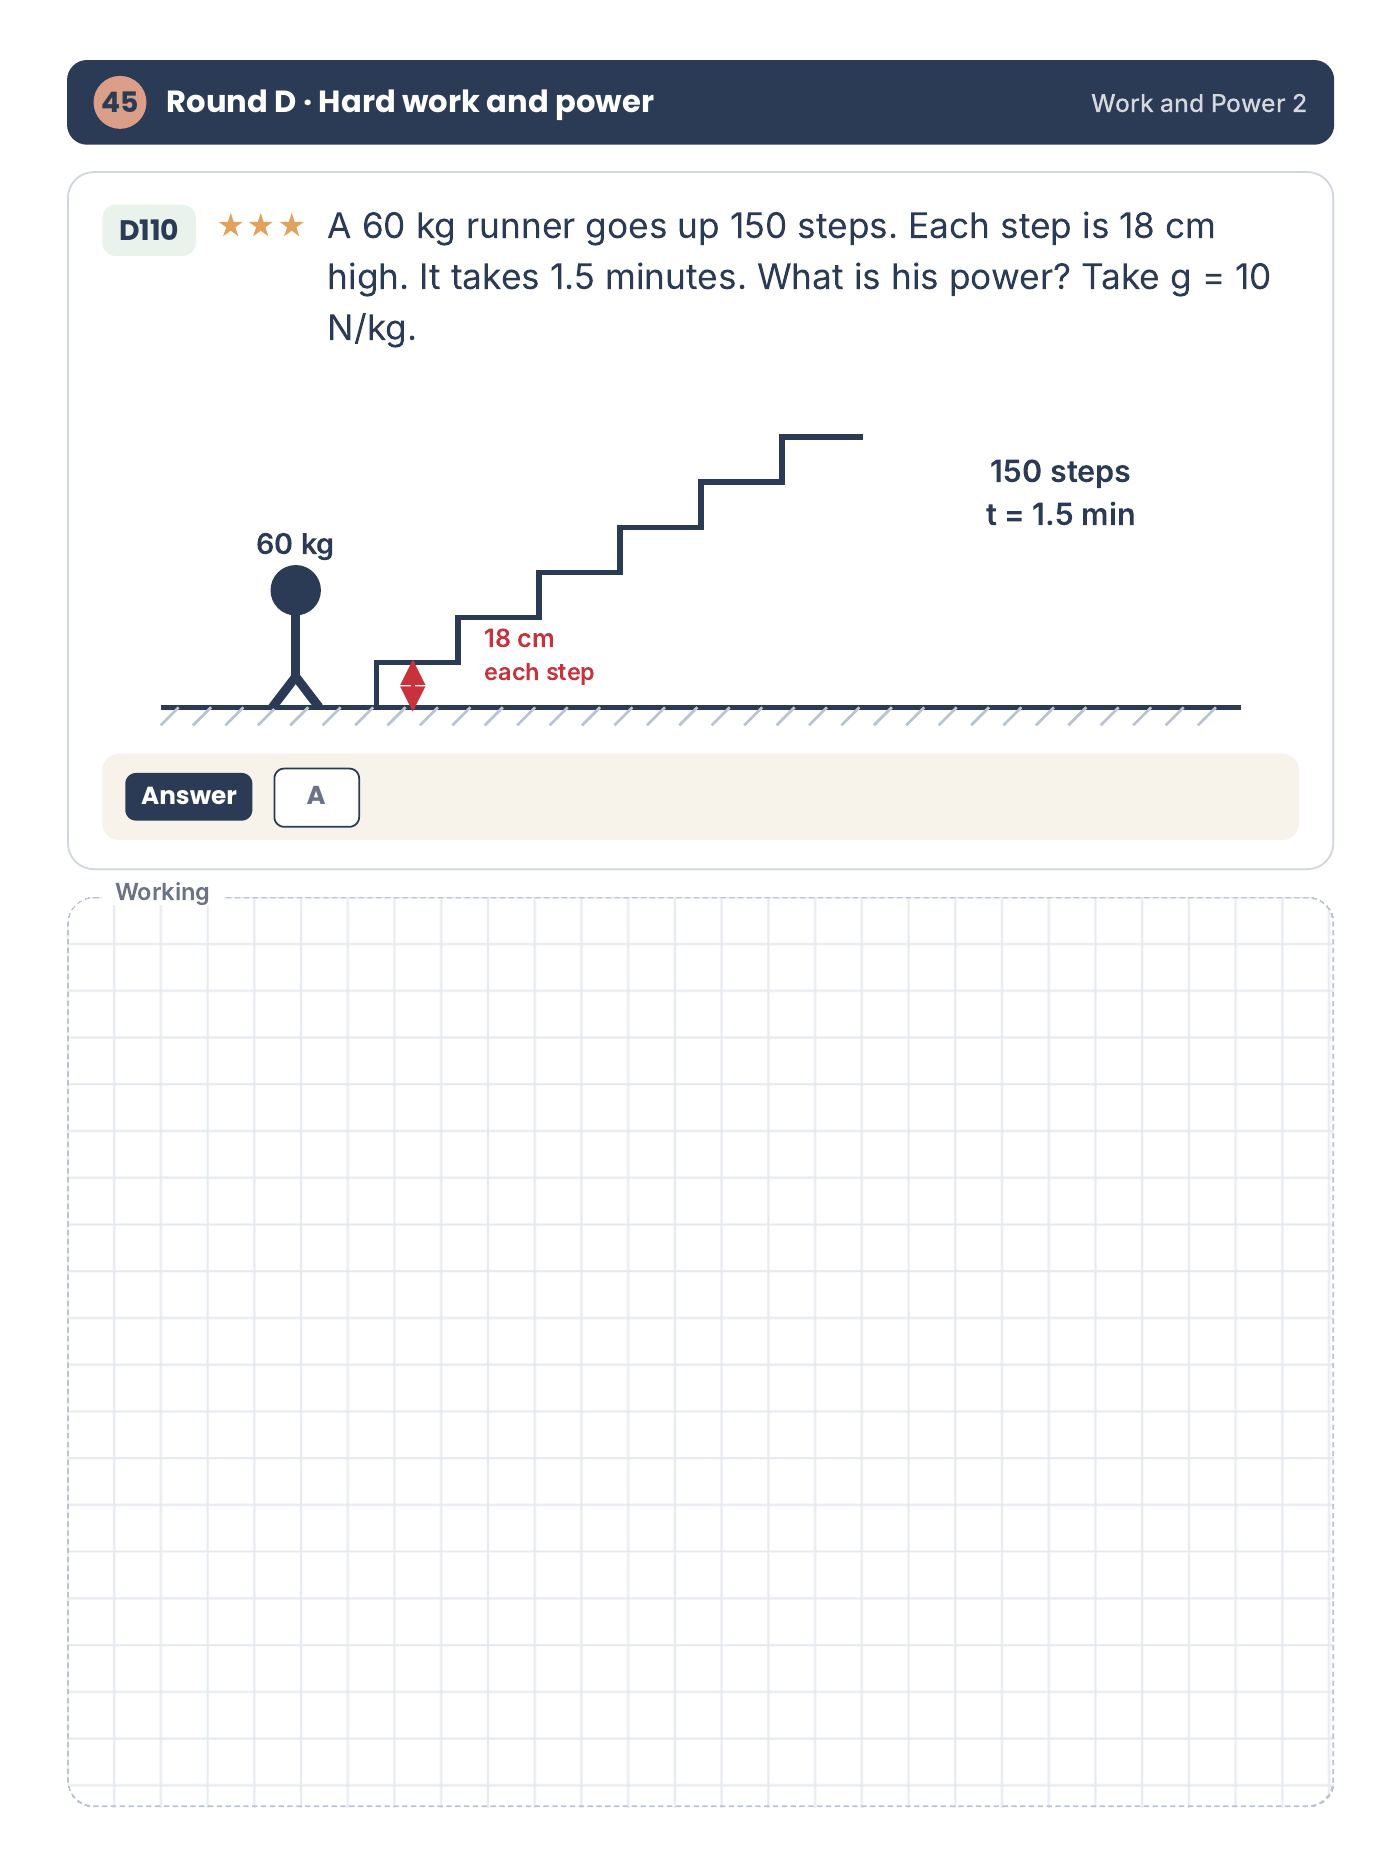 45 Round D · Hard work and power Work and Power 2
D110 ★★★ A 60 kg runner goes up 150 steps. Each step is 18 cm
high. It takes 1.5 minutes. What is his power? Take g = 10
N/kg.
150 steps
t = 1.5 min
60 kg
18 cm
each step
Answer A
Working